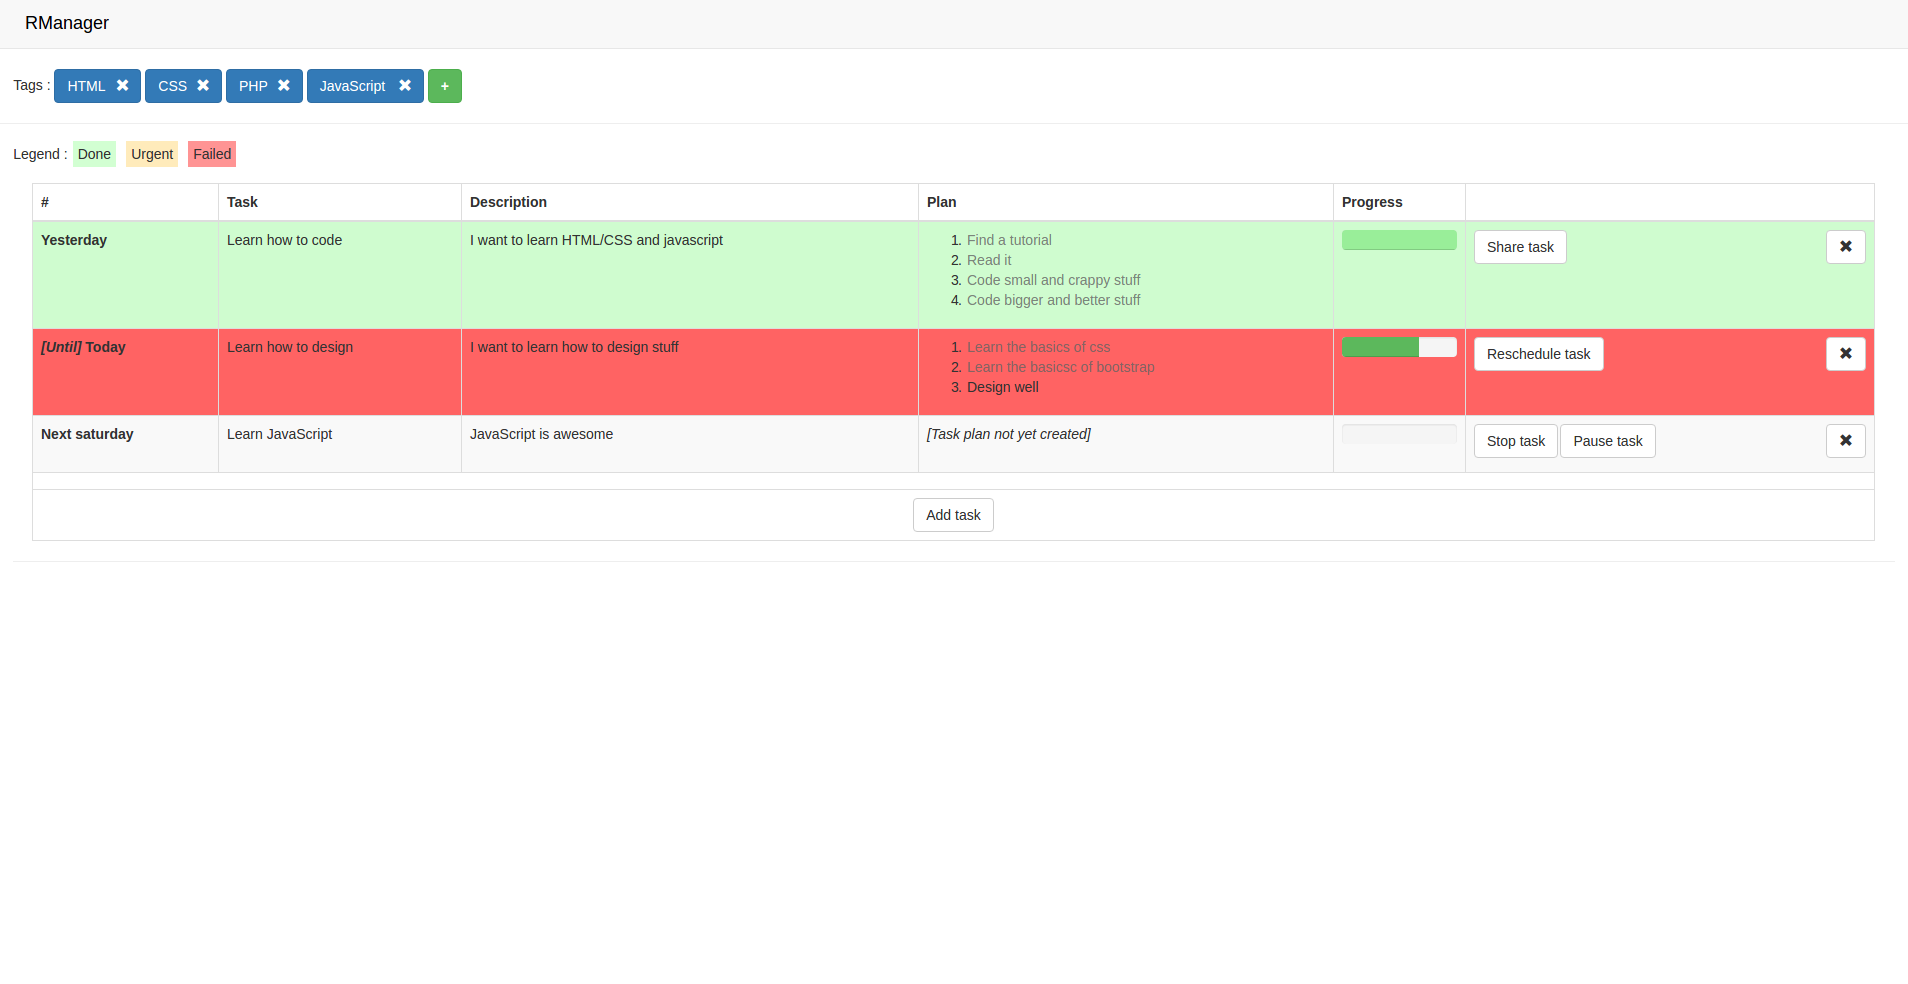 RManager
Tags : HTML ✖ CSS ✖ PHP ✖ JavaScript ✖ +
Legend : Done Urgent Failed
# Task Description Plan Progress
Yesterday Learn how to code I want to learn HTML/CSS and javascript 1. Find a tutorial Share task ✖
2. Read it
3. Code small and crappy stuff
4. Code bigger and better stuff
[Until] Today Learn how to design I want to learn how to design stuff 1. Learn the basics of css Reschedule task ✖
2. Learn the basicsc of bootstrap
3. Design well
Next saturday Learn JavaScript JavaScript is awesome [Task plan not yet created] Stop task Pause task ✖
Add task